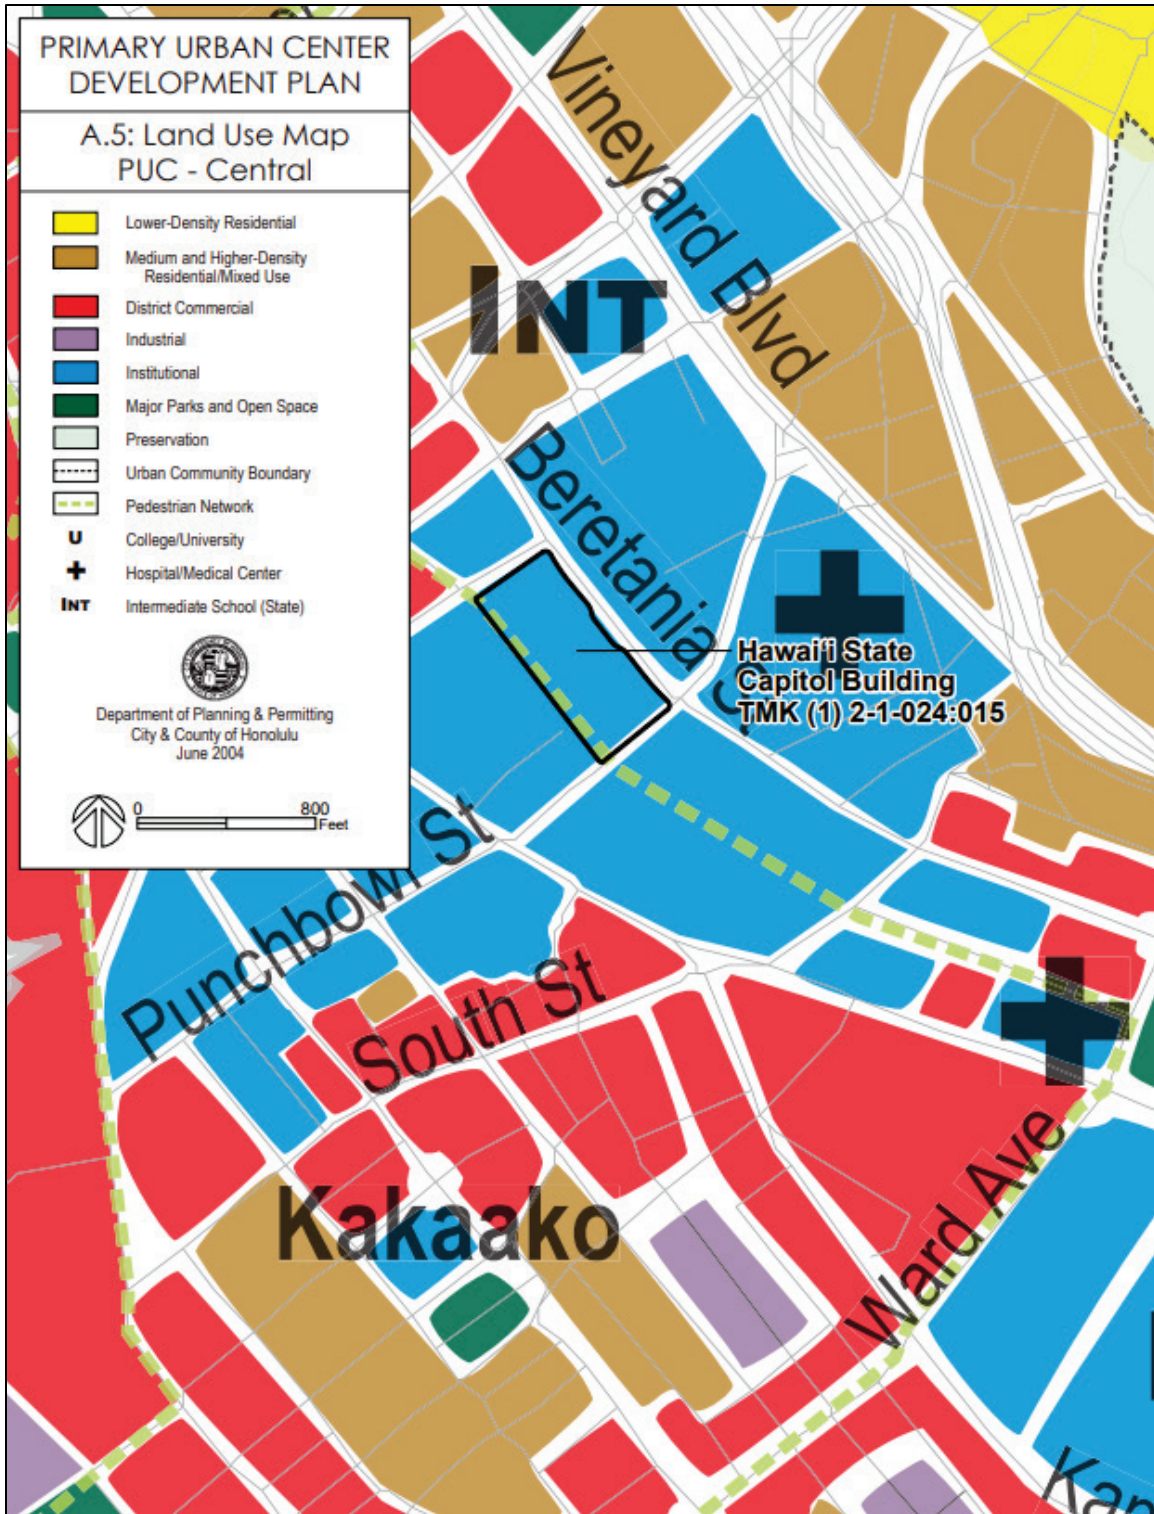 PRIMARY URBAN CENTER
DEVELOPMENT PLAN
A.5: Land Use Map
PUC - Central
Lower-Density Residential
Medium and Higher-Density
Residential/Mixed Use
District Commercial
Industrial
Institutional
Major Parks and Open Space
Preservation
Urban Community Boundary
Pedestrian Network
U College/University
+ Hospital/Medical Center
INT Intermediate School (State)
Department of Planning & Permitting
City & County of Honolulu
June 2004
0 800
Feet
Vineyard Blvd
INT
Beretania St
Hawai‘i State
Capitol Building
TMK (1) 2-1-024:015
Punchbowl St
South St
Kakaako
Ward Ave